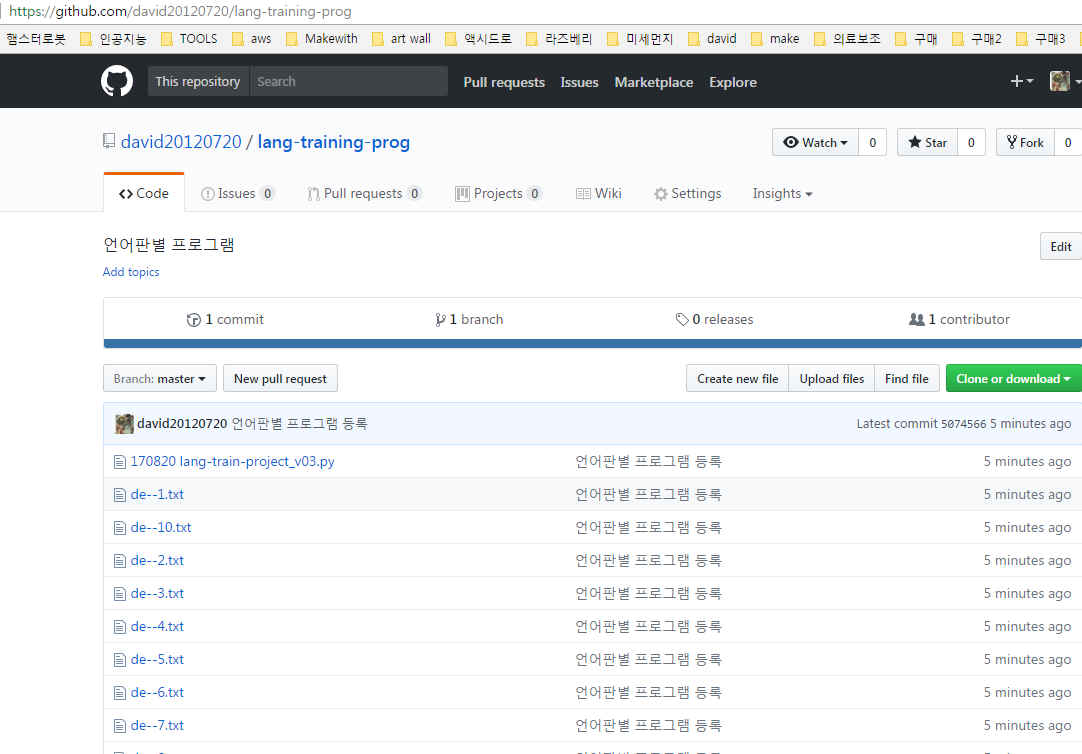 https://github.com/david20120720/lang-training-prog
햄스터로봇 인공지능 TOOLS aws Makewith art wall 액시드로 라즈베리 미세먼지 david make 의료보조 구매 구매2 구매3
This repository Search Pull requests Issues Marketplace Explore
david20120720 / lang-training-prog Watch 0 Star 0 Fork 0
Code Issues 0 Pull requests 0 Projects 0 Wiki Settings Insights
언어판별 프로그램 Edit
Add topics
1 commit 1 branch 0 releases 1 contributor
Branch: master New pull request Create new file Upload files Find file Clone or download
david20120720 언어판별 프로그램 등록 Latest commit 5074566 5 minutes ago
170820 lang-train-project_v03.py 언어판별 프로그램 등록 5 minutes ago
de--1.txt 언어판별 프로그램 등록 5 minutes ago
de--10.txt 언어판별 프로그램 등록 5 minutes ago
de--2.txt 언어판별 프로그램 등록 5 minutes ago
de--3.txt 언어판별 프로그램 등록 5 minutes ago
de--4.txt 언어판별 프로그램 등록 5 minutes ago
de--5.txt 언어판별 프로그램 등록 5 minutes ago
de--6.txt 언어판별 프로그램 등록 5 minutes ago
de--7.txt 언어판별 프로그램 등록 5 minutes ago